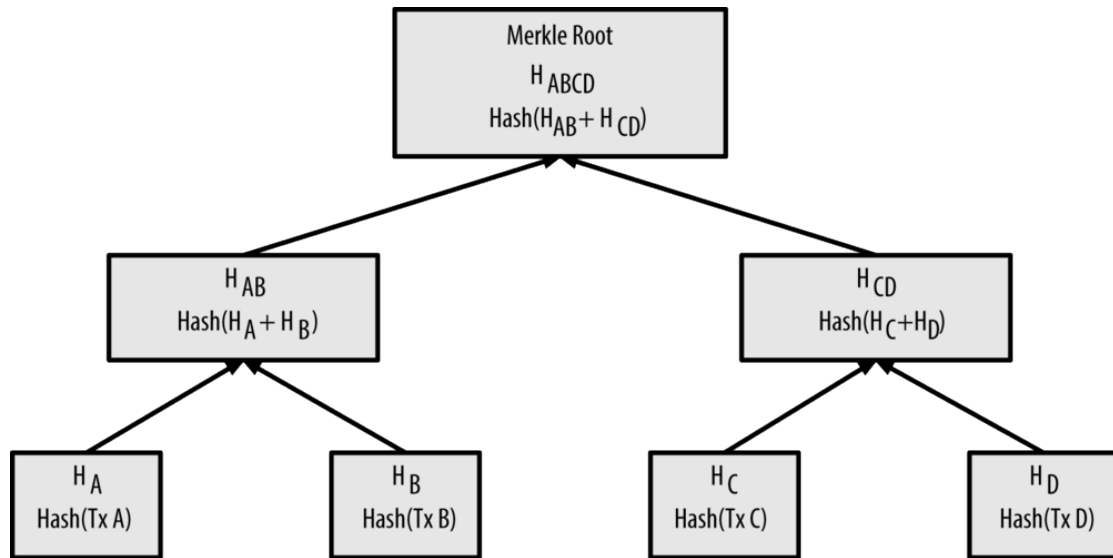 Merkle Root
H ABCD
Hash(H AB + H CD)
H AB
Hash(H A + H B)
H CD
Hash(H C+H D)
H A
Hash(Tx A)
H B
Hash(Tx B)
H C
Hash(Tx C)
H D
Hash(Tx D)